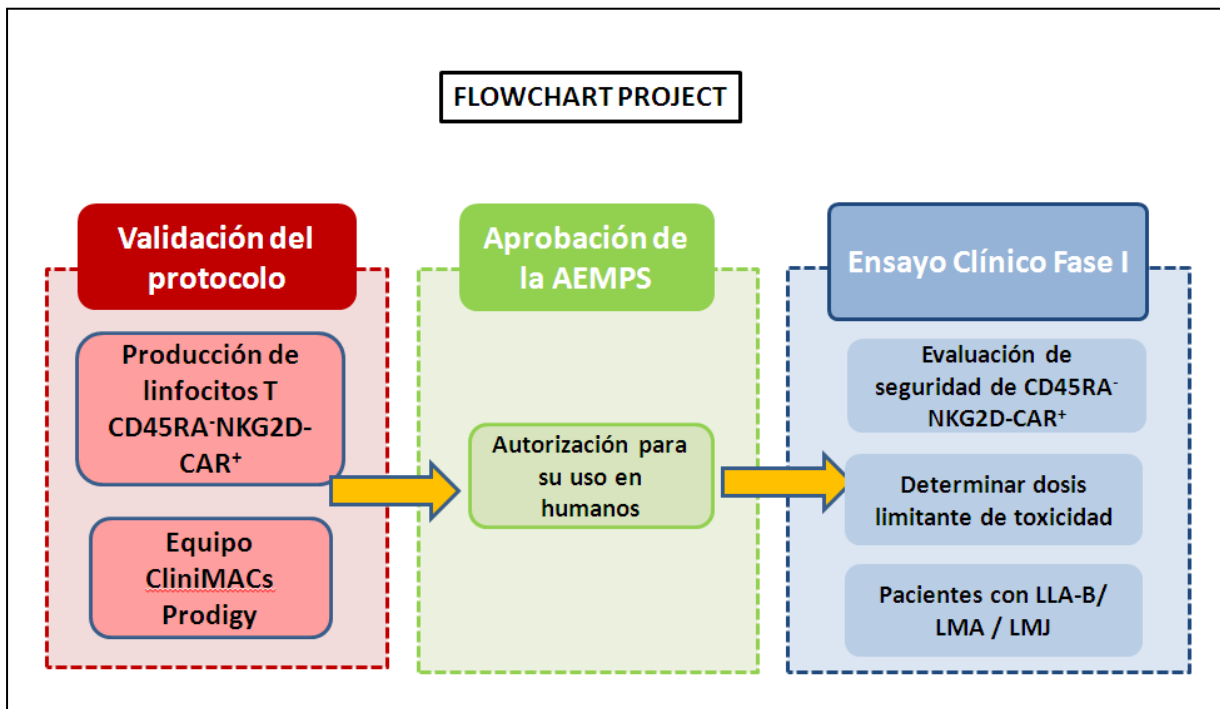 FLOWCHART PROJECT
Validación del
protocolo
Producción de
linfocitos T
CD45RA⁻NKG2D-
CAR⁺
Equipo
CliniMACs
Prodigy
Aprobación de
la AEMPS
Autorización para
su uso en
humanos
Ensayo Clínico Fase I
Evaluación de
seguridad de CD45RA⁻
NKG2D-CAR⁺
Determinar dosis
limitante de toxicidad
Pacientes con LLA-B/
LMA / LMJ